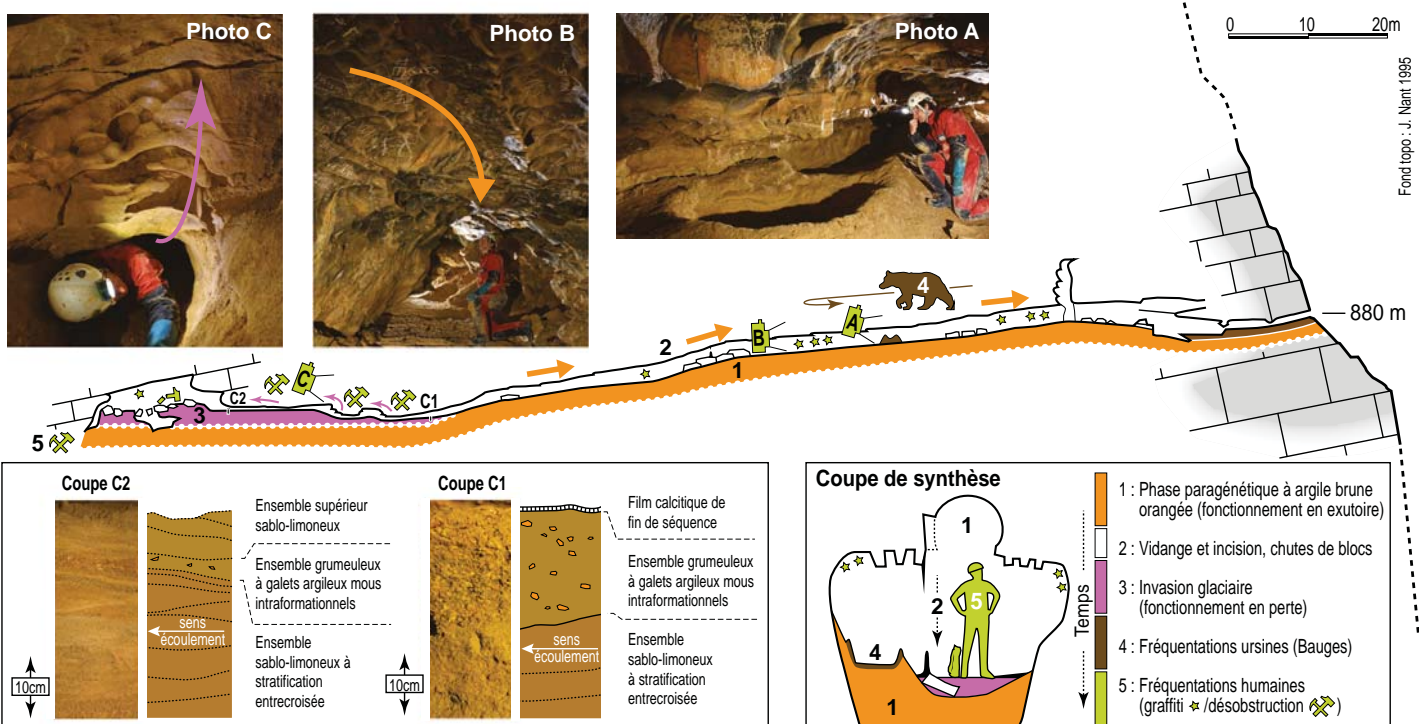 Photo C
Photo B
Photo A
0 10 20m
Fond topo : J. Nant 1995
880 m
4
A
B
2
1
C
C2
C1
3
5
Coupe C2
10cm
sens
écoulement
Ensemble supérieur
sablo-limoneux
Ensemble grumeuleux
à galets argileux mous
intraformationnels
Ensemble
sablo-limoneux à
stratification
entrecroisée
Coupe C1
10cm
sens
écoulement
Film calcitique de
fin de séquence
Ensemble grumeuleux
à galets argileux mous
intraformationnels
Ensemble
sablo-limoneux
à stratification
entrecroisée
Coupe de synthèse
1
2
5
4
1
Temps
1 : Phase paragénétique à argile brune
orangée (fonctionnement en exutoire)
2 : Vidange et incision, chutes de blocs
3 : Invasion glaciaire
(fonctionnement en perte)
4 : Fréquentations ursines (Bauges)
5 : Fréquentations humaines
(graffiti /désobstruction )